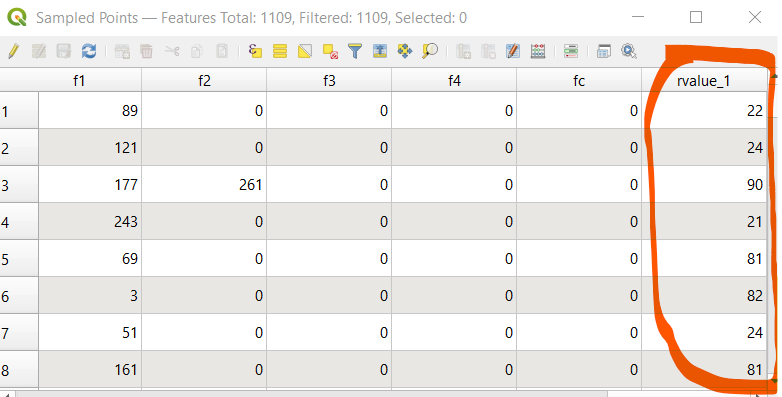 Sampled Points — Features Total: 1109, Filtered: 1109, Selected: 0
f1 f2 f3 f4 fc rvalue_1
1 89 0 0 0 0 22
2 121 0 0 0 0 24
3 177 261 0 0 0 90
4 243 0 0 0 0 21
5 69 0 0 0 0 81
6 3 0 0 0 0 82
7 51 0 0 0 0 24
8 161 0 0 0 0 81